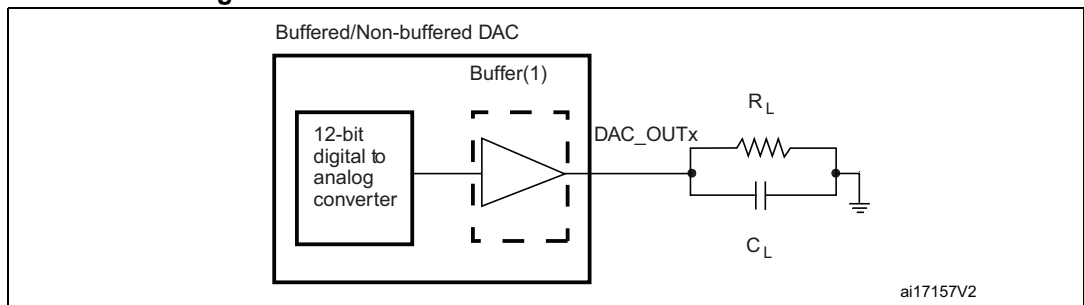 Buffered/Non-buffered DAC
Buffer(1)
12-bit
digital to
analog
converter
DAC_OUTx
R L
C L
ai17157V2